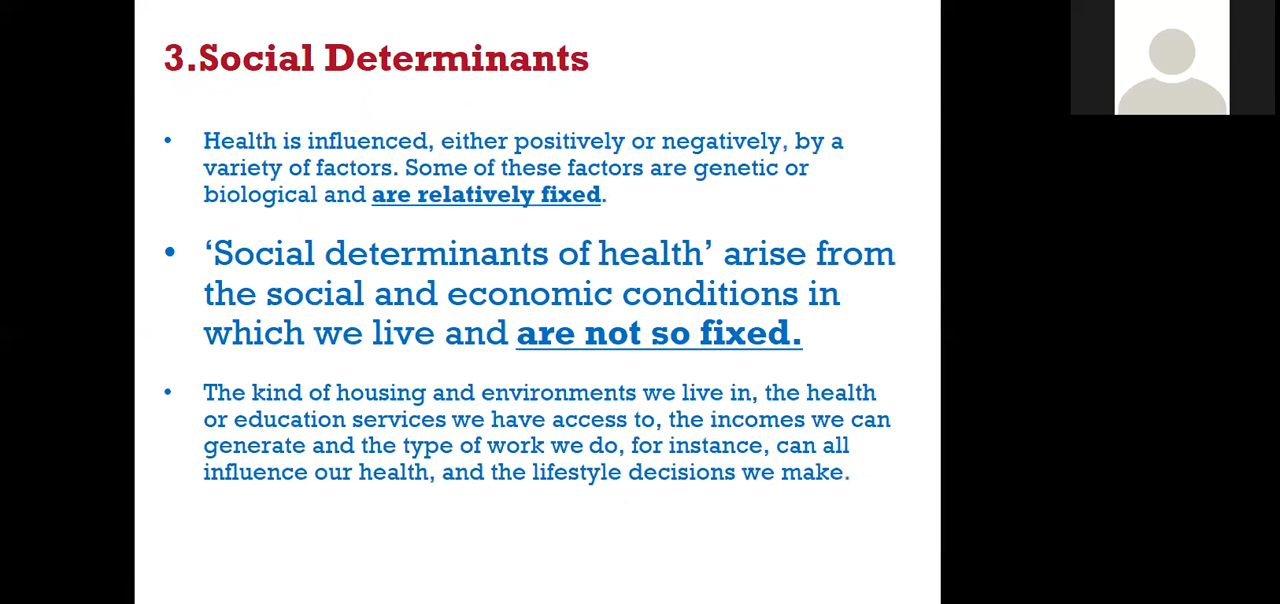 3.Social Determinants
• Health is influenced, either positively or negatively, by a
variety of factors. Some of these factors are genetic or
biological and are relatively fixed.
• ‘Social determinants of health’ arise from
the social and economic conditions in
which we live and are not so fixed.
• The kind of housing and environments we live in, the health
or education services we have access to, the incomes we can
generate and the type of work we do, for instance, can all
influence our health, and the lifestyle decisions we make.